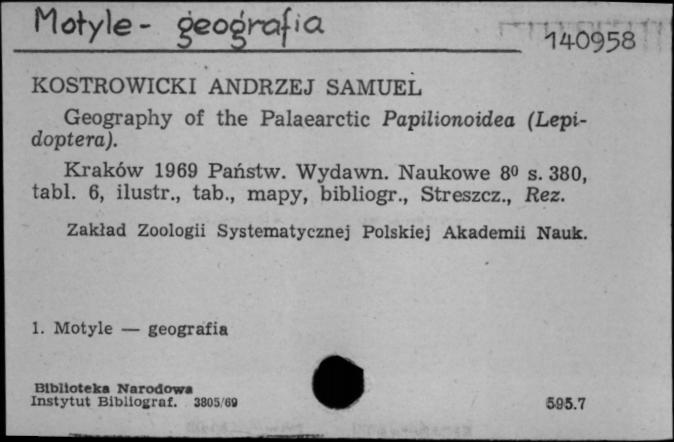 Motyle - geografia
140958
KOSTROWICKI ANDRZEJ SAMUEL
Geography of the Palaearctic Papilionoidea (Lepi-
doptera).
Kraków 1969 Państw. Wydawn. Naukowe 8⁰ s. 380,
tabl. 6, ilustr., tab., mapy, bibliogr., Streszcz., Rez.
Zakład Zoologii Systematycznej Polskiej Akademii Nauk.
1. Motyle — geografia
Biblioteka Narodowa
Instytut Bibliograf. 3805/69
595.7